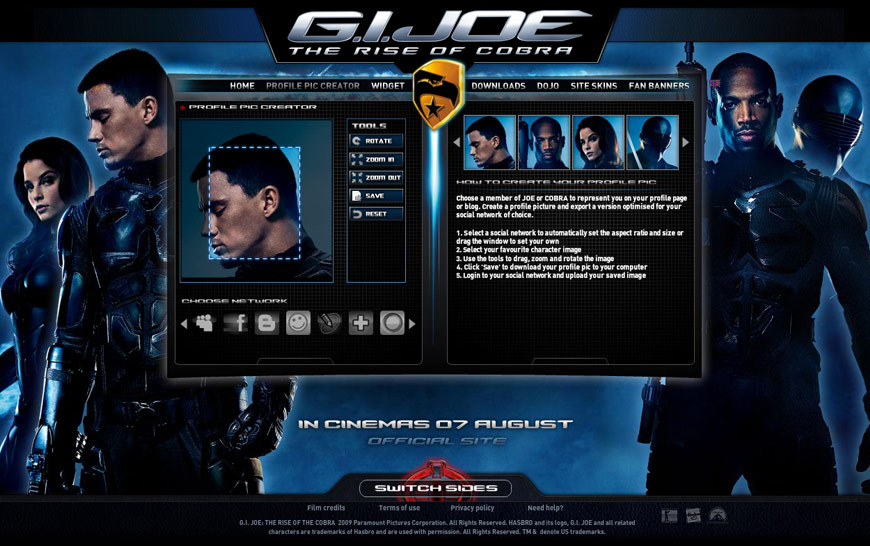 G.I.JOE
THE RISE OF COBRA
HOME PROFILE PIC CREATOR WIDGET DOWNLOADS DOJO SITE SKINS FAN BANNERS
PROFILE PIC CREATOR
TOOLS
ROTATE
ZOOM IN
ZOOM OUT
SAVE
RESET
CHOOSE NETWORK
HOW TO CREATE YOUR PROFILE PIC
Choose a member of JOE or COBRA to represent you on your profile page
or blog. Create a profile picture and export a version optimised for your
social network of choice.
1. Select a social network to automatically set the aspect ratio and size or
drag the window to set your own
2. Select your favourite character image
3. Use the tools to drag, zoom and rotate the image
4. Click 'Save' to download your profile pic to your computer
5. Login to your social network and upload your saved image
IN CINEMAS 07 AUGUST
OFFICIAL SITE
SWITCH SIDES
Film credits Terms of use Privacy policy Need help?
G.I. JOE: THE RISE OF THE COBRA 2009 Paramount Pictures Corporation. All Rights Reserved. HASBRO and its logo, G.I. JOE and all related
characters are trademarks of Hasbro and are used with permission. All Rights Reserved. TM & denote US trademarks.